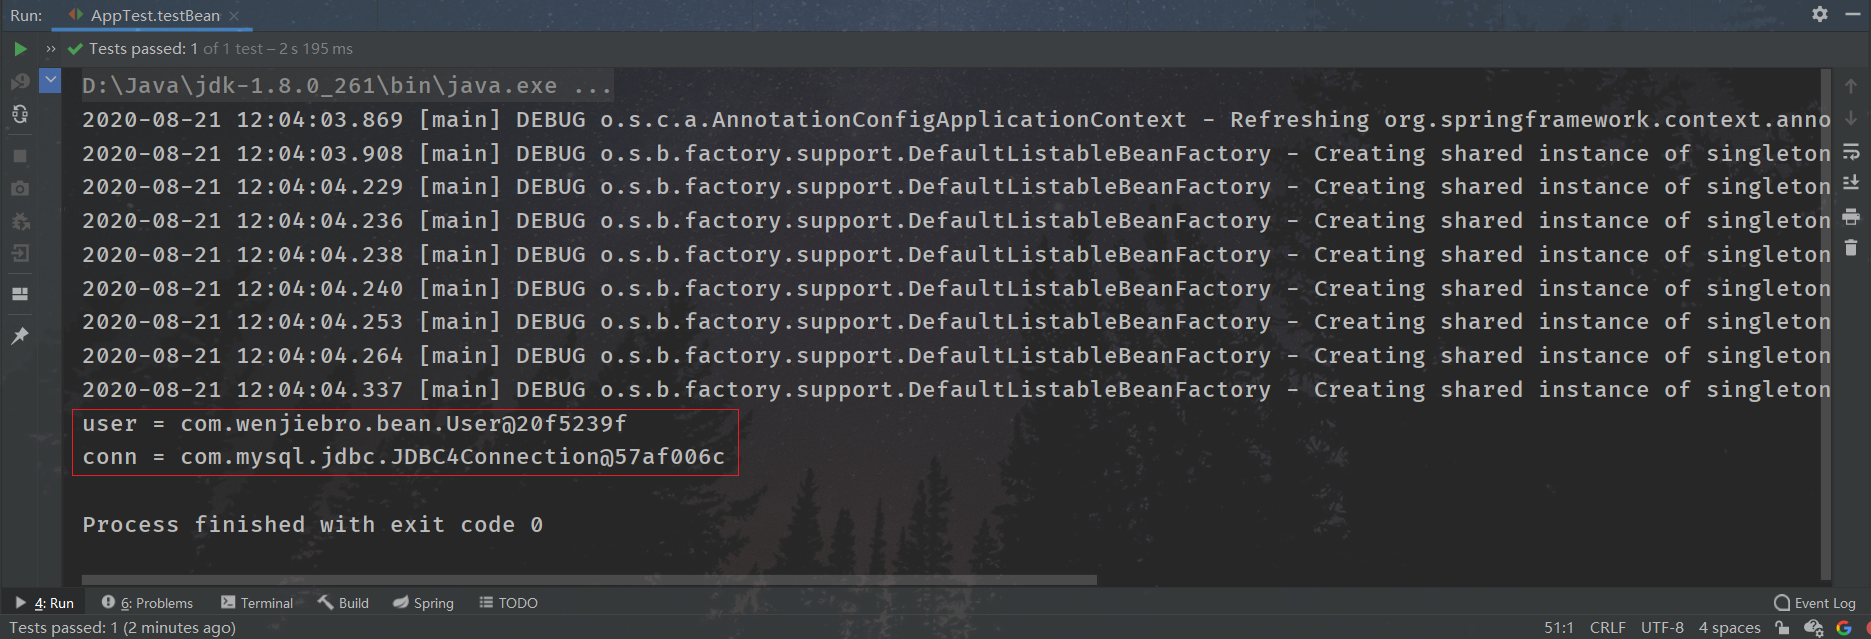 Run: AppTest.testBean
Tests passed: 1 of 1 test – 2 s 195 ms
D:\Java\jdk-1.8.0_261\bin\java.exe ...
2020-08-21 12:04:03.869 [main] DEBUG o.s.c.a.AnnotationConfigApplicationContext - Refreshing org.springframework.context.anno
2020-08-21 12:04:03.908 [main] DEBUG o.s.b.factory.support.DefaultListableBeanFactory - Creating shared instance of singleton
2020-08-21 12:04:04.229 [main] DEBUG o.s.b.factory.support.DefaultListableBeanFactory - Creating shared instance of singleton
2020-08-21 12:04:04.236 [main] DEBUG o.s.b.factory.support.DefaultListableBeanFactory - Creating shared instance of singleton
2020-08-21 12:04:04.238 [main] DEBUG o.s.b.factory.support.DefaultListableBeanFactory - Creating shared instance of singleton
2020-08-21 12:04:04.240 [main] DEBUG o.s.b.factory.support.DefaultListableBeanFactory - Creating shared instance of singleton
2020-08-21 12:04:04.253 [main] DEBUG o.s.b.factory.support.DefaultListableBeanFactory - Creating shared instance of singleton
2020-08-21 12:04:04.264 [main] DEBUG o.s.b.factory.support.DefaultListableBeanFactory - Creating shared instance of singleton
2020-08-21 12:04:04.337 [main] DEBUG o.s.b.factory.support.DefaultListableBeanFactory - Creating shared instance of singleton
user = com.wenjiebro.bean.User@20f5239f
conn = com.mysql.jdbc.JDBC4Connection@57af006c
Process finished with exit code 0
4: Run 6: Problems Terminal Build Spring TODO Event Log
Tests passed: 1 (2 minutes ago) 51:1 CRLF UTF-8 4 spaces